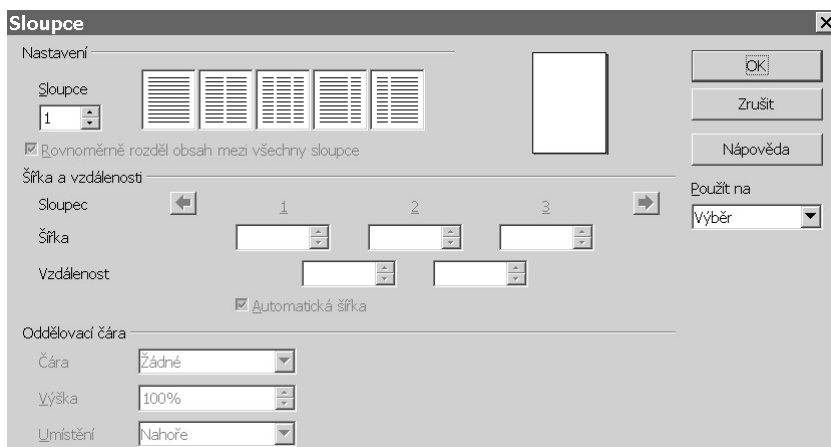 Sloupce
Nastavení
Sloupce
1
Rovnoměrně rozděl obsah mezi všechny sloupce
OK
Zrušit
Nápověda
Použít na
Výběr
Šířka a vzdálenosti
Sloupec 1 2 3
Šířka
Vzdálenost
Automatická šířka
Oddělovací čára
Čára Žádné
Výška 100%
Umístění Nahoře